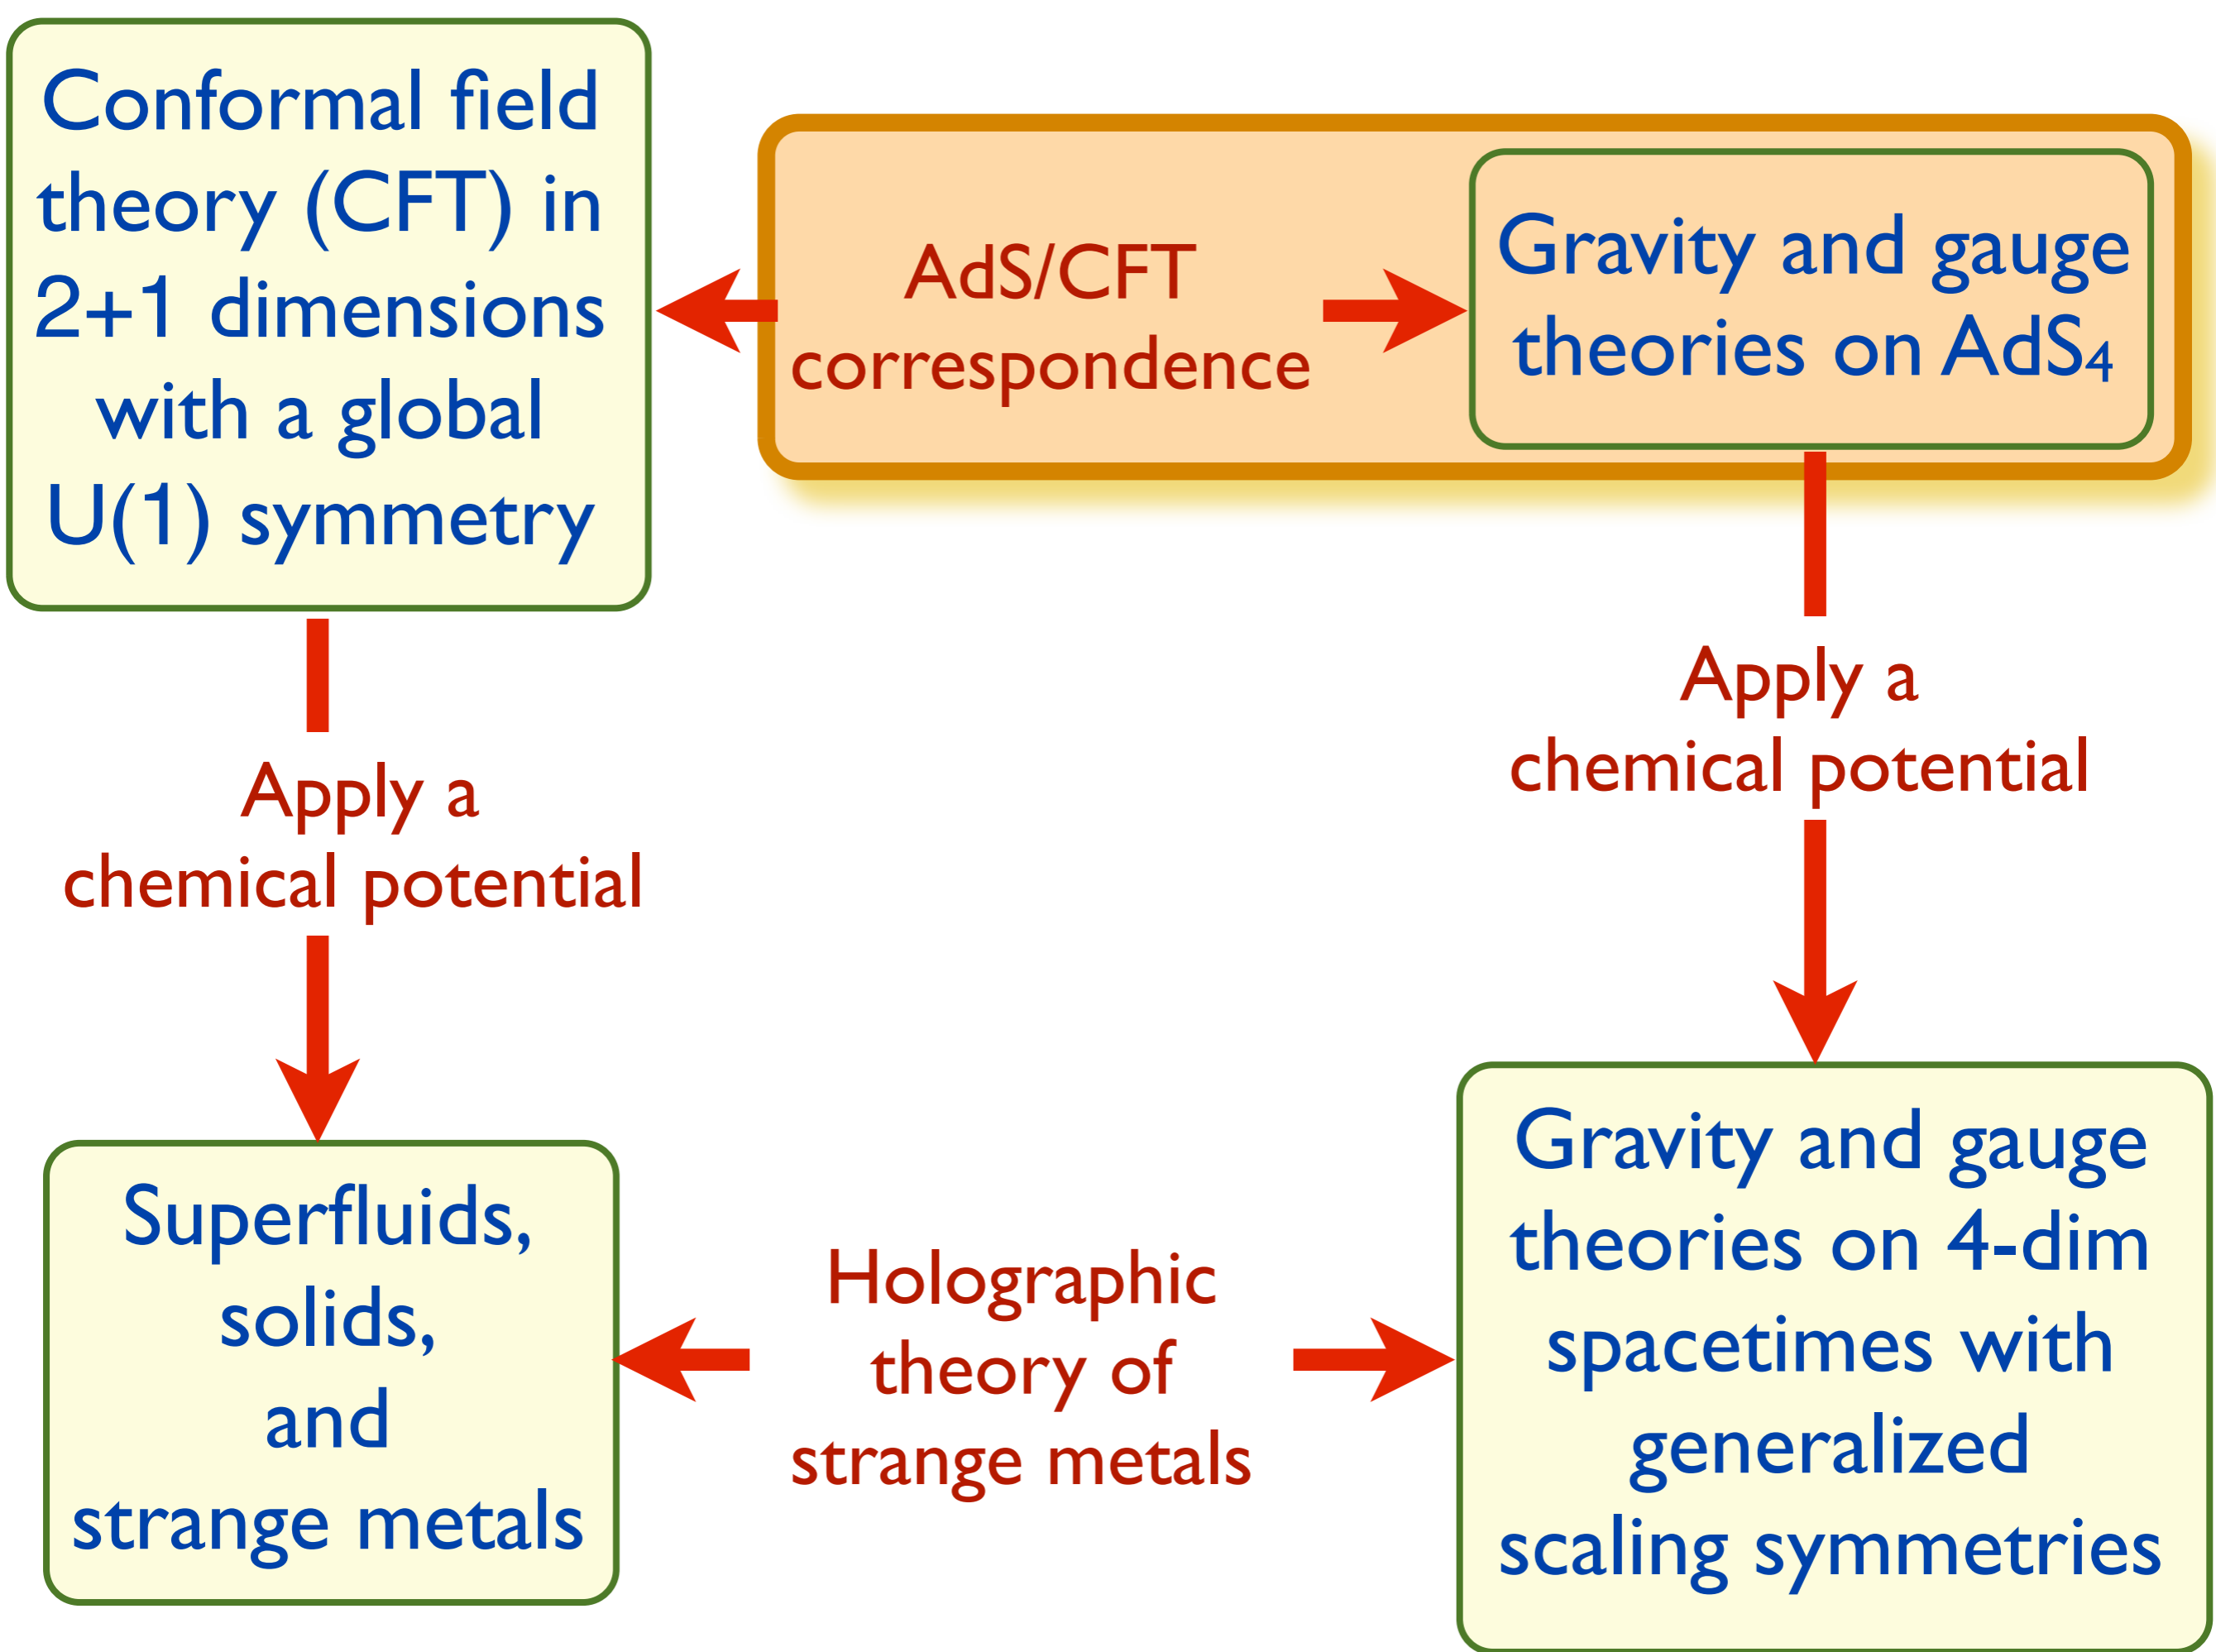 Conformal field
theory (CFT) in
2+1 dimensions
with a global
U(1) symmetry
AdS/CFT
correspondence
Gravity and gauge
theories on AdS₄
Apply a
chemical potential
Apply a
chemical potential
Superfluids,
solids,
and
strange metals
Holographic
theory of
strange metals
Gravity and gauge
theories on 4-dim
spacetimes with
generalized
scaling symmetries